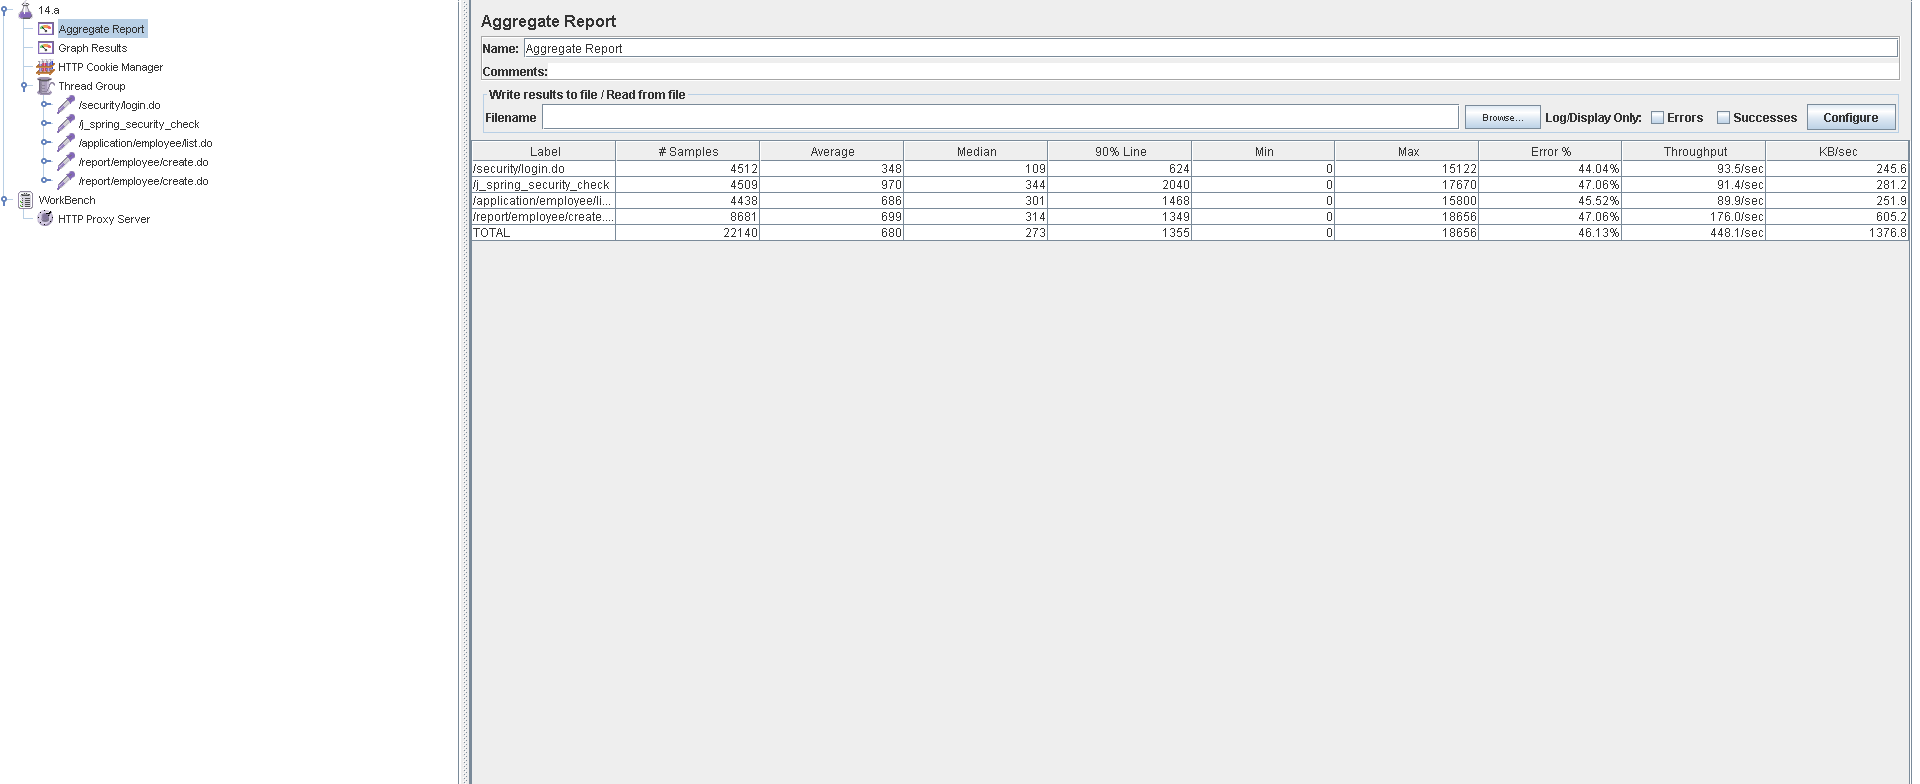 14.a
Aggregate Report
Graph Results
HTTP Cookie Manager
Thread Group
/security/login.do
/j_spring_security_check
/application/employee/list.do
/report/employee/create.do
/report/employee/create.do
WorkBench
HTTP Proxy Server
Aggregate Report
Name: Aggregate Report
Comments:
Write results to file / Read from file
Filename Browse... Log/Display Only: Errors Successes Configure
Label # Samples Average Median 90% Line Min Max Error % Throughput KB/sec
/security/login.do 4512 348 109 624 0 15122 44.04% 93.5/sec 245.6
/j_spring_security_check 4509 970 344 2040 0 17670 47.06% 91.4/sec 281.2
/application/employee/li... 4438 686 301 1468 0 15800 45.52% 89.9/sec 251.9
/report/employee/create.... 8681 699 314 1349 0 18656 47.06% 176.0/sec 605.2
TOTAL 22140 680 273 1355 0 18656 46.13% 448.1/sec 1376.8